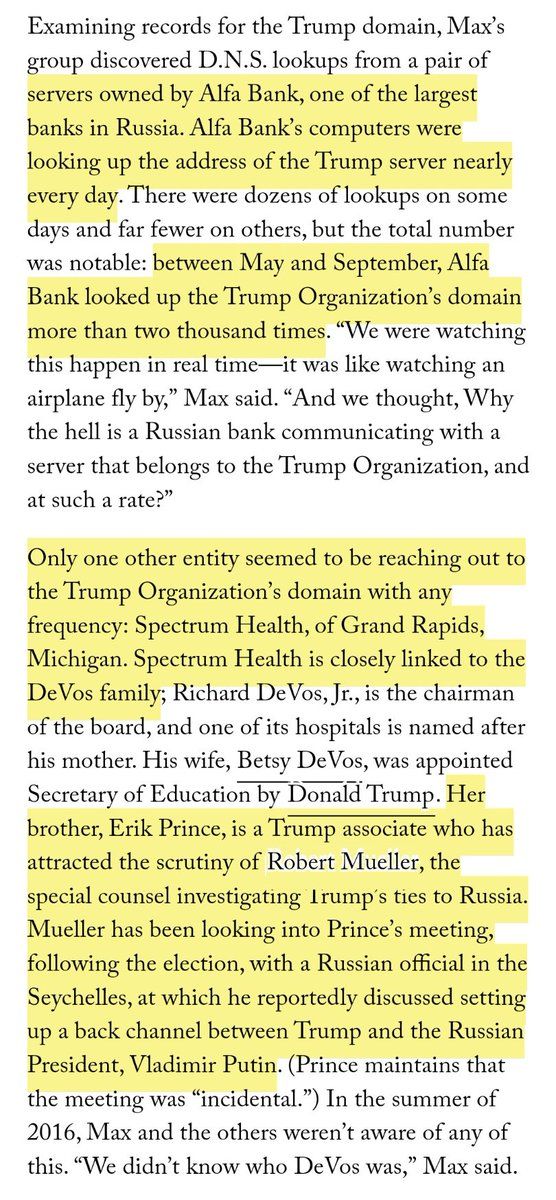 Examining records for the Trump domain, Max’s
group discovered D.N.S. lookups from a pair of
servers owned by Alfa Bank, one of the largest
banks in Russia. Alfa Bank’s computers were
looking up the address of the Trump server nearly
every day. There were dozens of lookups on some
days and far fewer on others, but the total number
was notable: between May and September, Alfa
Bank looked up the Trump Organization’s domain
more than two thousand times. “We were watching
this happen in real time—it was like watching an
airplane fly by,” Max said. “And we thought, Why
the hell is a Russian bank communicating with a
server that belongs to the Trump Organization, and
at such a rate?”
Only one other entity seemed to be reaching out to
the Trump Organization’s domain with any
frequency: Spectrum Health, of Grand Rapids,
Michigan. Spectrum Health is closely linked to the
DeVos family; Richard DeVos, Jr., is the chairman
of the board, and one of its hospitals is named after
his mother. His wife, Betsy DeVos, was appointed
Secretary of Education by Donald Trump. Her
brother, Erik Prince, is a Trump associate who has
attracted the scrutiny of Robert Mueller, the
special counsel investigating Trump’s ties to Russia.
Mueller has been looking into Prince’s meeting,
following the election, with a Russian official in the
Seychelles, at which he reportedly discussed setting
up a back channel between Trump and the Russian
President, Vladimir Putin. (Prince maintains that
the meeting was “incidental.”) In the summer of
2016, Max and the others weren’t aware of any of
this. “We didn’t know who DeVos was,” Max said.